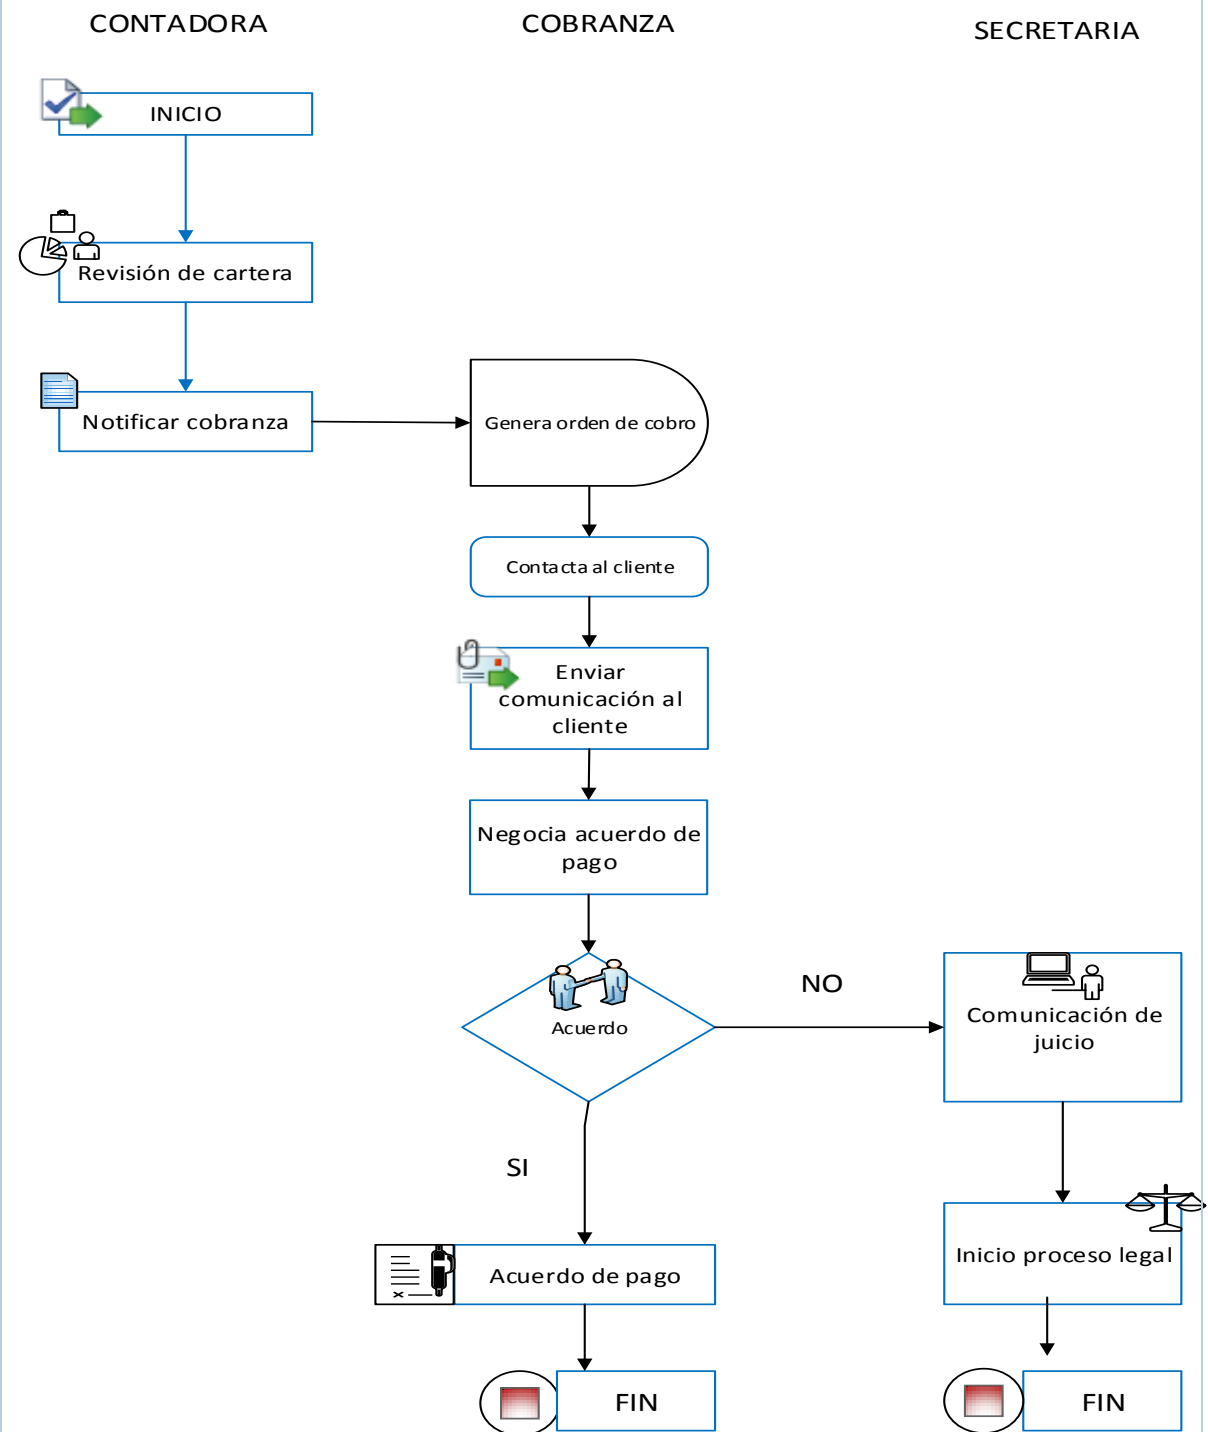 CONTADORA
COBRANZA
SECRETARIA
INICIO
Revisión de cartera
Notificar cobranza
Genera orden de cobro
Contacta al cliente
Enviar
comunicación al
cliente
Negocia acuerdo de
pago
Acuerdo
NO
Comunicación de
juicio
SI
Acuerdo de pago
Inicio proceso legal
FIN
FIN